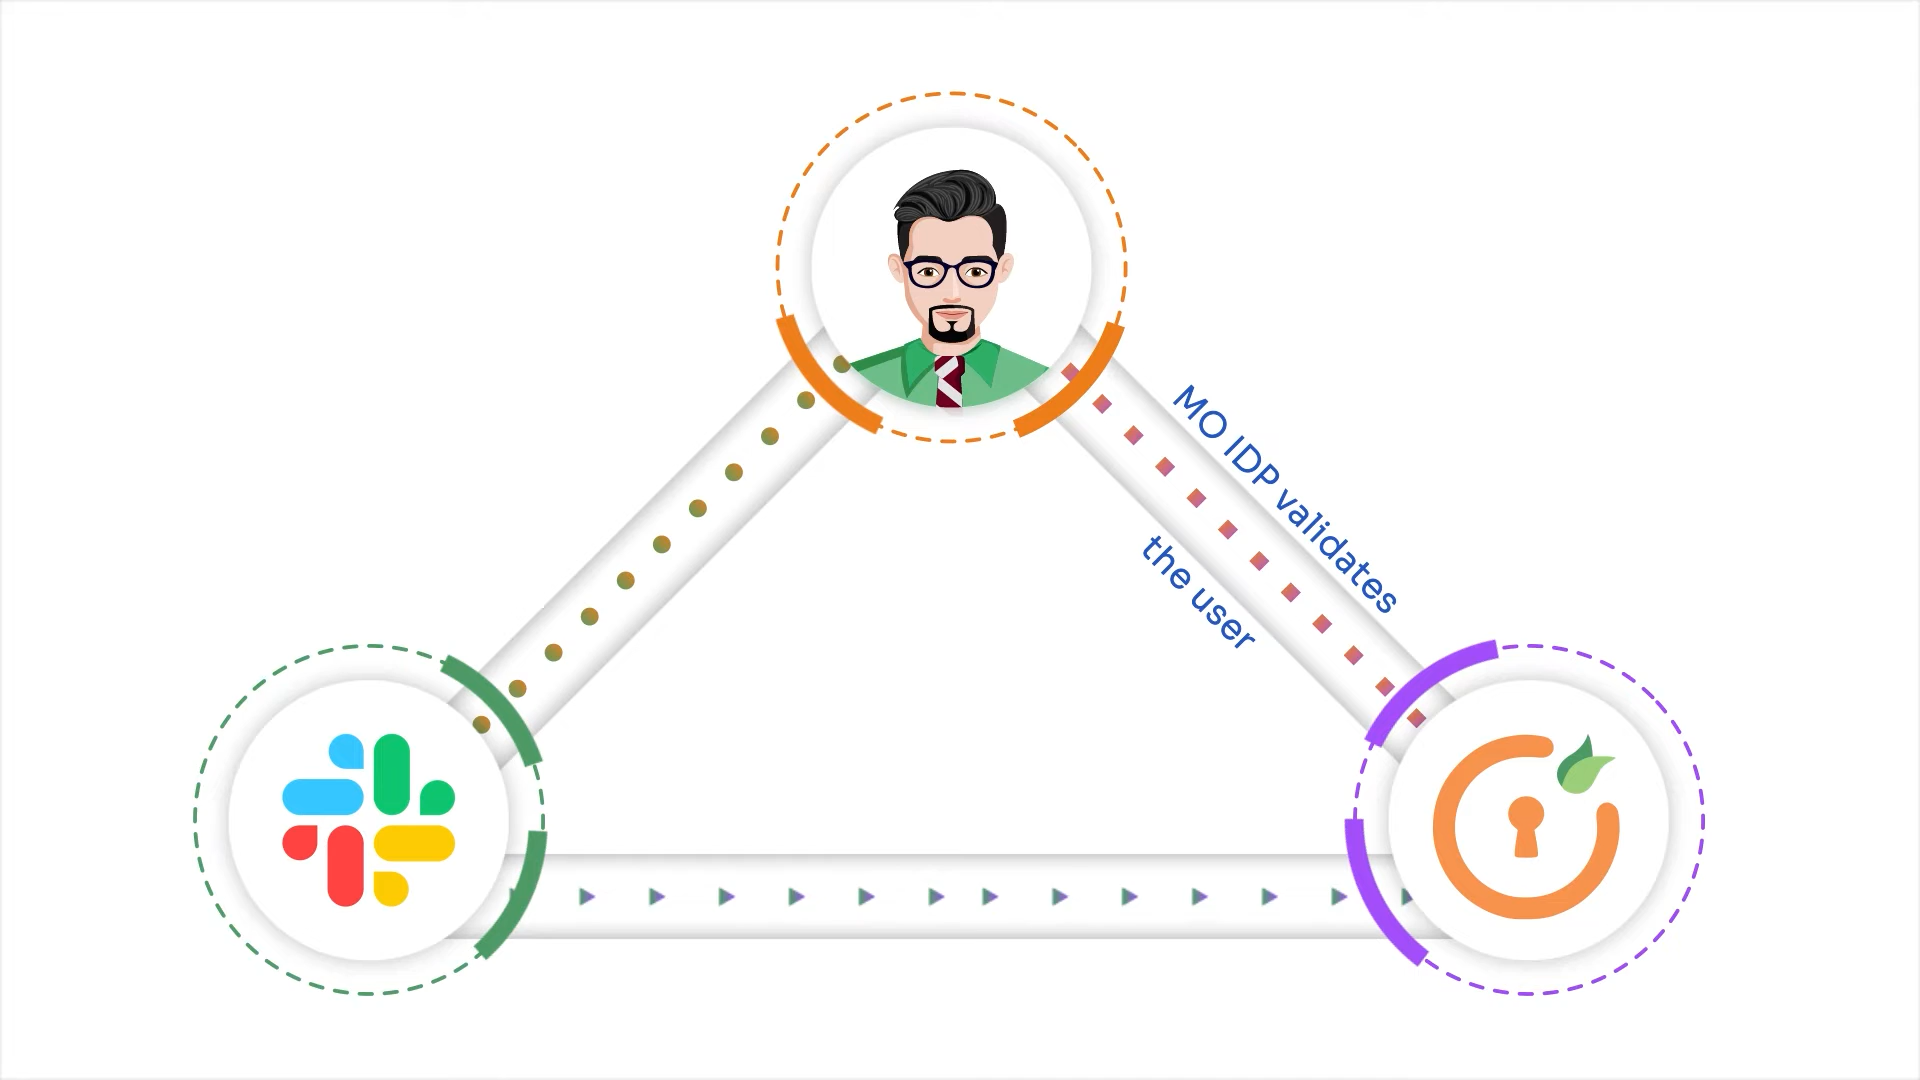 MO IDP validates
the user